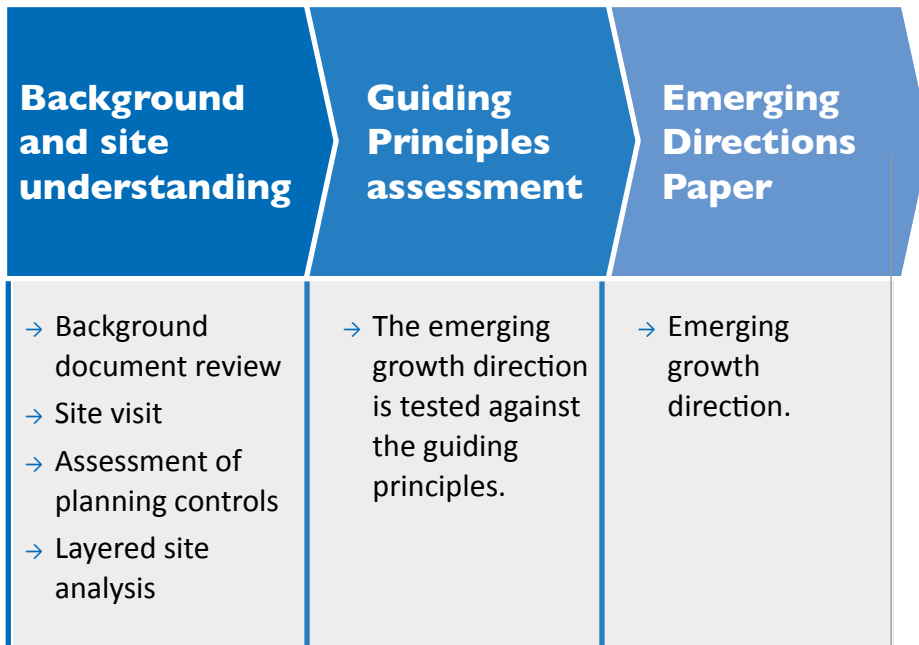 Background
and site
understanding
Guiding
Principles
assessment
Emerging
Directions
Paper
→ Background
document review
→ Site visit
→ Assessment of
planning controls
→ Layered site
analysis
→ The emerging
growth direction
is tested against
the guiding
principles.
→ Emerging
growth
direction.